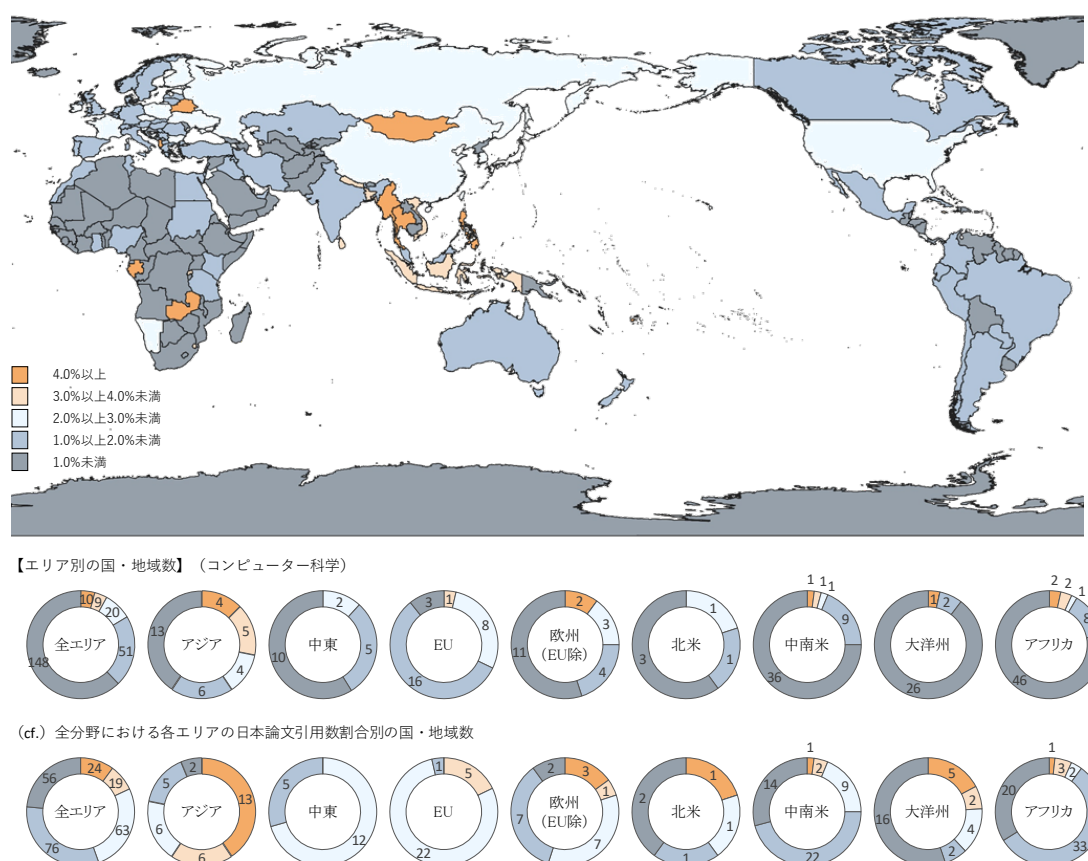 4.0%以上
3.0%以上4.0%未満
2.0%以上3.0%未満
1.0%以上2.0%未満
1.0%未満
【エリア別の国・地域数】（コンピューター科学）
全エリア
10
9
20
51
148
アジア
4
5
4
6
13
中東
2
5
10
EU
1
8
16
3
欧州
(EU除)
2
3
4
11
北米
1
1
3
中南米
1
1
1
9
36
大洋州
1
2
26
アフリカ
2
2
1
8
46
（cf.）全分野における各エリアの日本論文引用数割合別の国・地域数
全エリア
24
19
63
76
56
アジア
13
6
6
5
2
中東
12
5
EU
5
22
1
欧州
(EU除)
3
1
7
7
2
北米
1
1
1
2
中南米
1
2
9
22
14
大洋州
5
2
4
2
16
アフリカ
1
3
2
33
20